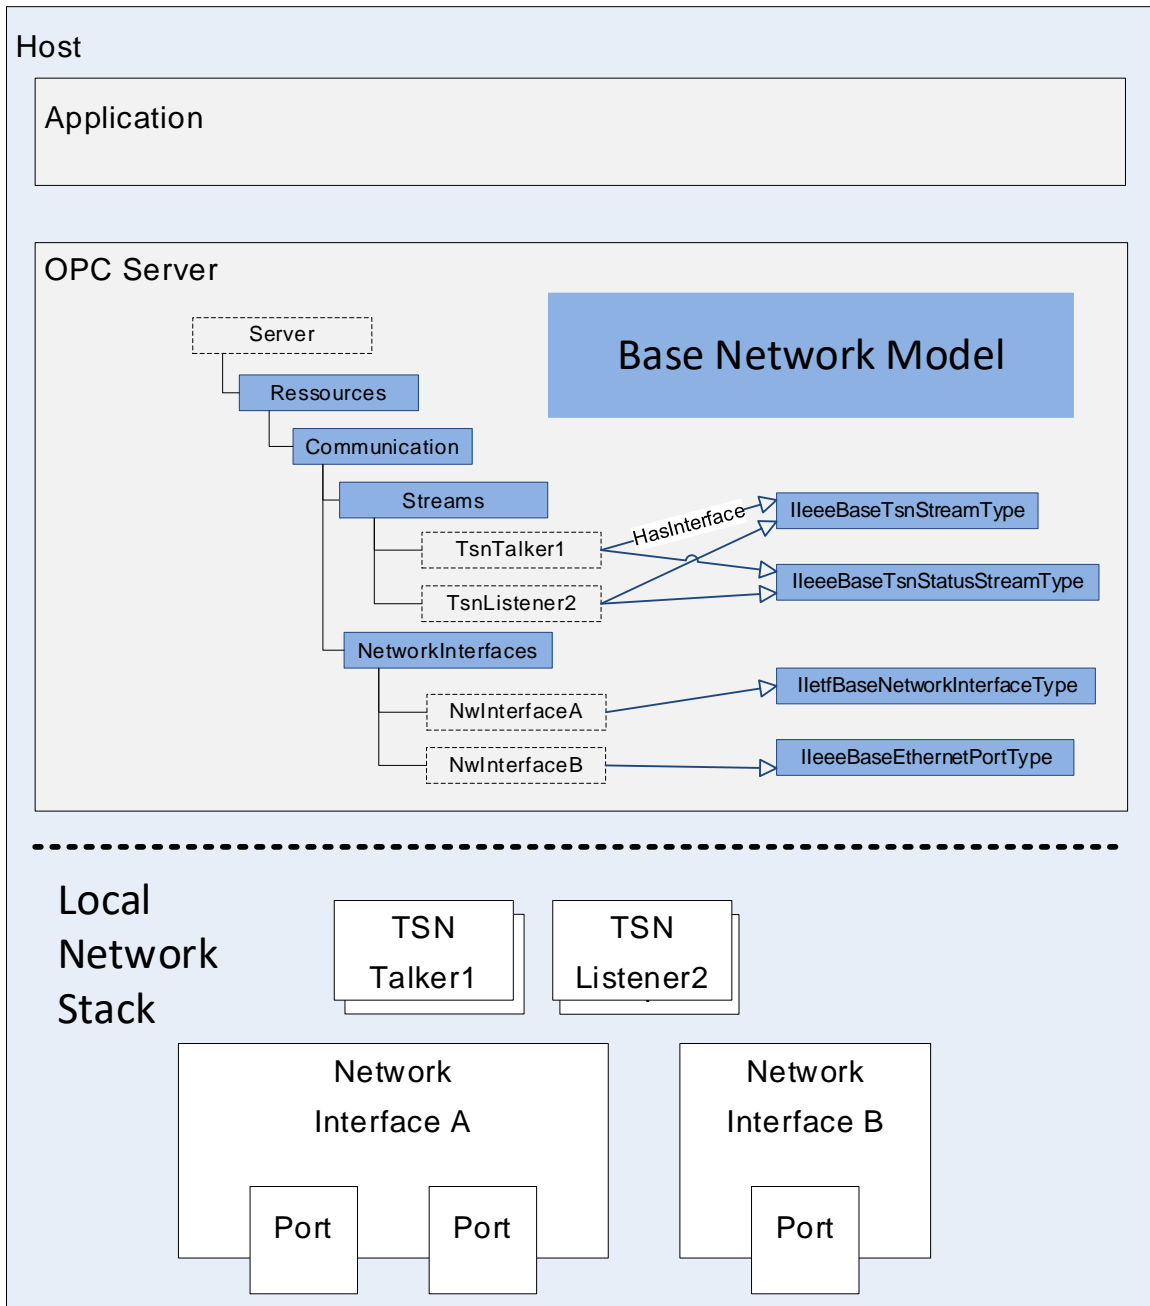 Host
Application
OPC Server
Base Network Model
Server
Ressources
Communication
Streams
HasInterface
IIeeeBaseTsnStreamType
TsnTalker1
IIeeeBaseTsnStatusStreamType
TsnListener2
NetworkInterfaces
IIetfBaseNetworkInterfaceType
NwInterfaceA
NwInterfaceB
IIeeeBaseEthernetPortType
Local
Network
Stack
TSN
Talker1
TSN
Listener2
Network
Interface A
Port
Port
Network
Interface B
Port